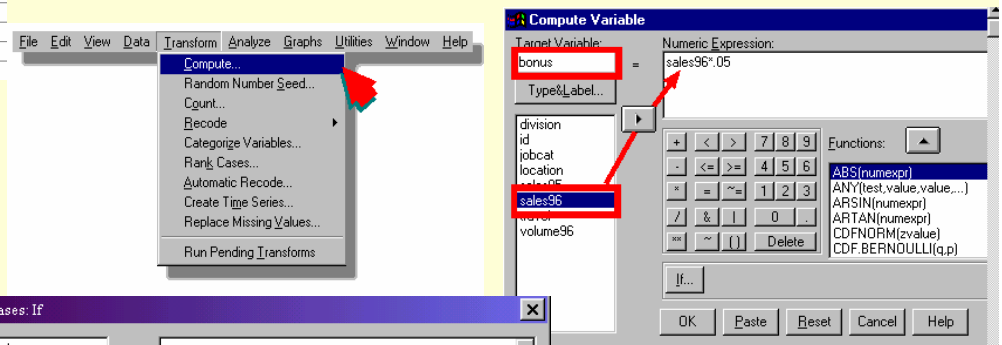 File Edit View Data Transform Analyze Graphs Utilities Window Help
Compute...
Random Number Seed...
Count...
Recode
Categorize Variables...
Rank Cases...
Automatic Recode...
Create Time Series...
Replace Missing Values...
Run Pending Transforms
Compute Variable
Target Variable:
bonus
=
Numeric Expression:
sales96*.05
Type&Label...
division
id
jobcat
location
sales96
volume96
+ < > 7 8 9
- <= >= 4 5 6
* = ~= 1 2 3
/ & | 0 .
** ~ () Delete
Functions:
ABS(numexpr)
ANY(test,value,value,...)
ARSIN(numexpr)
ARTAN(numexpr)
CDFNORM(zvalue)
CDF.BERNOULLI(q,p)
If...
OK Paste Reset Cancel Help
ases: If